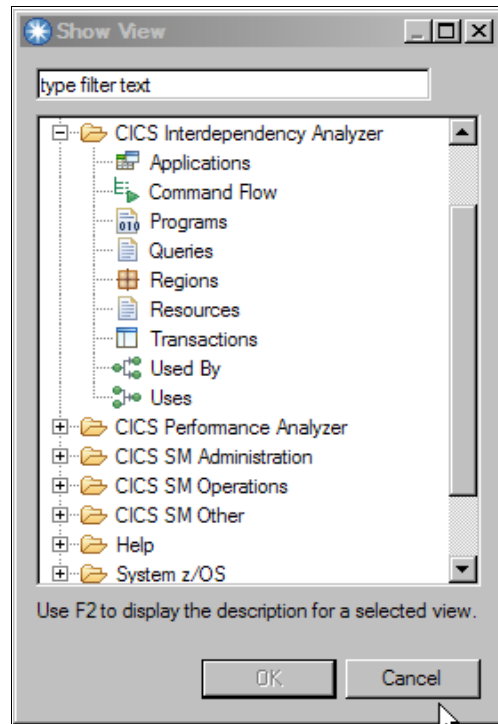 Show View
type filter text
CICS Interdependency Analyzer
Applications
Command Flow
010 Programs
Queries
Regions
Resources
Transactions
Used By
Uses
CICS Performance Analyzer
CICS SM Administration
CICS SM Operations
CICS SM Other
Help
System z/OS
Use F2 to display the description for a selected view.
OK Cancel